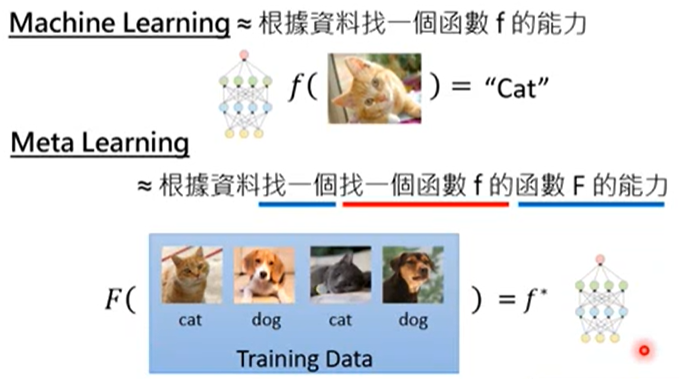 Machine Learning ≈ 根據資料找一個函數 f 的能力
f( ) = “Cat”
Meta Learning
≈ 根據資料找一個找一個函數 f 的函數 F 的能力
F( ) = f*
cat dog cat dog
Training Data